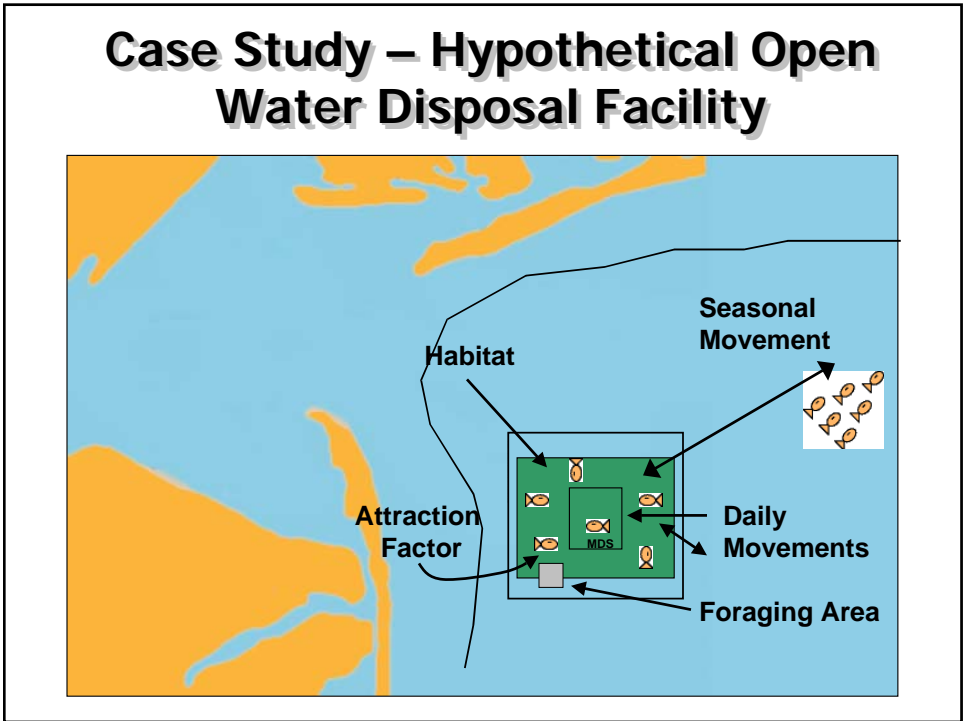 Case Study – Hypothetical Open
Water Disposal Facility
Seasonal
Movement
Habitat
Attraction
Factor
MDS
Daily
Movements
Foraging Area